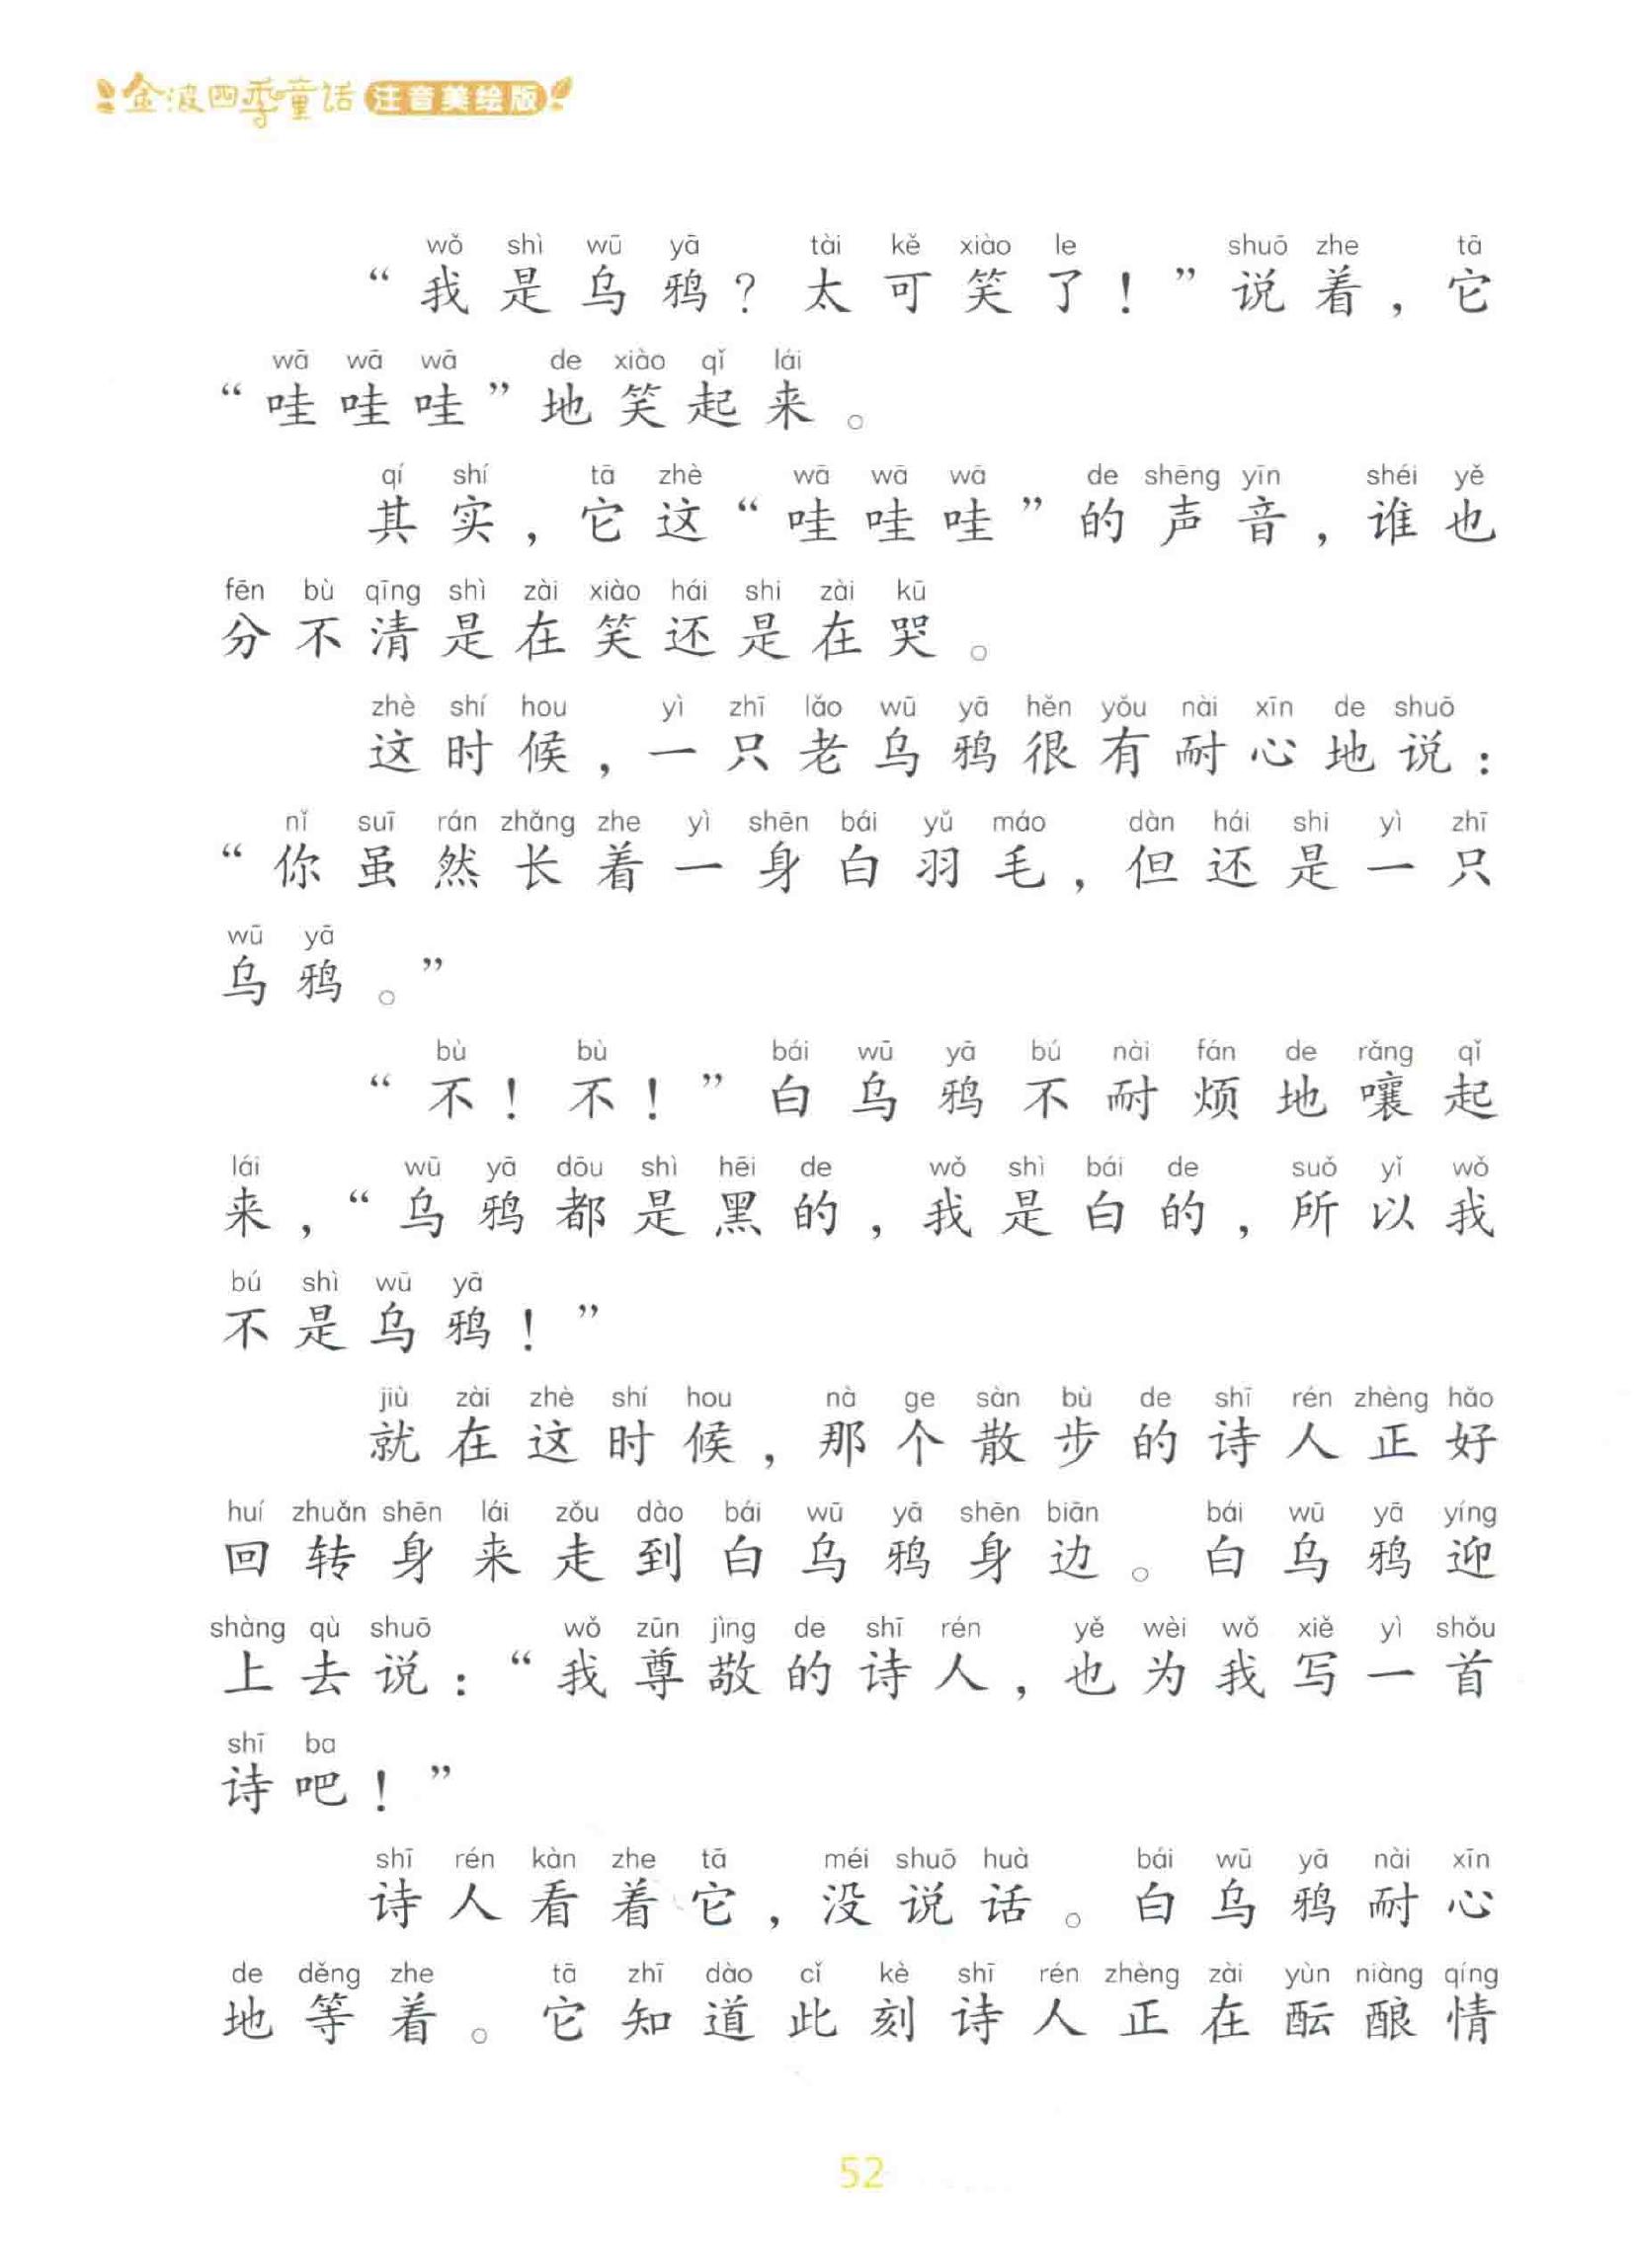 金波四季童话 注音美绘版
wǒ shì wū yā tài kě xiào le shuō zhe tā
“我是乌鸦？太可笑了！”说着，它
wā wā wā de xiào qǐ lái
“哇哇哇”地笑起来。
qí shí tā zhè wā wā wā de shēng yīn shéi yě
其实，它这“哇哇哇”的声音，谁也
fēn bù qīng shì zài xiào hái shi zài kū
分不清是在笑还是在哭。
zhè shí hou yì zhī lǎo wū yā hěn yǒu nài xīn de shuō
这时候，一只老乌鸦很有耐心地说：
nǐ suī rán zhǎng zhe yì shēn bái yǔ máo dàn hái shi yì zhī
“你虽然长着一身白羽毛，但还是一只
wū yā
乌鸦。”
bù bù bái wū yā bú nài fán de rǎng qǐ
“不！不！”白乌鸦不耐烦地嚷起
lái wū yā dōu shì hēi de wǒ shì bái de suǒ yǐ wǒ
来，“乌鸦都是黑的，我是白的，所以我
bú shì wū yā
不是乌鸦！”
jiù zài zhè shí hou nà ge sàn bù de shī rén zhèng hǎo
就在这时候，那个散步的诗人正好
huí zhuǎn shēn lái zǒu dào bái wū yā shēn biān bái wū yā yíng
回转身来走到白乌鸦身边。白乌鸦迎
shàng qù shuō wǒ zūn jìng de shī rén yě wèi wǒ xiě yì shǒu
上去说：“我尊敬的诗人，也为我写一首
shī ba
诗吧！”
shī rén kàn zhe tā méi shuō huà bái wū yā nài xīn
诗人看着它，没说话。白乌鸦耐心
de děng zhe tā zhī dào cǐ kè shī rén zhèng zài yùn niàng qíng
地等着。它知道此刻诗人正在酝酿情
52